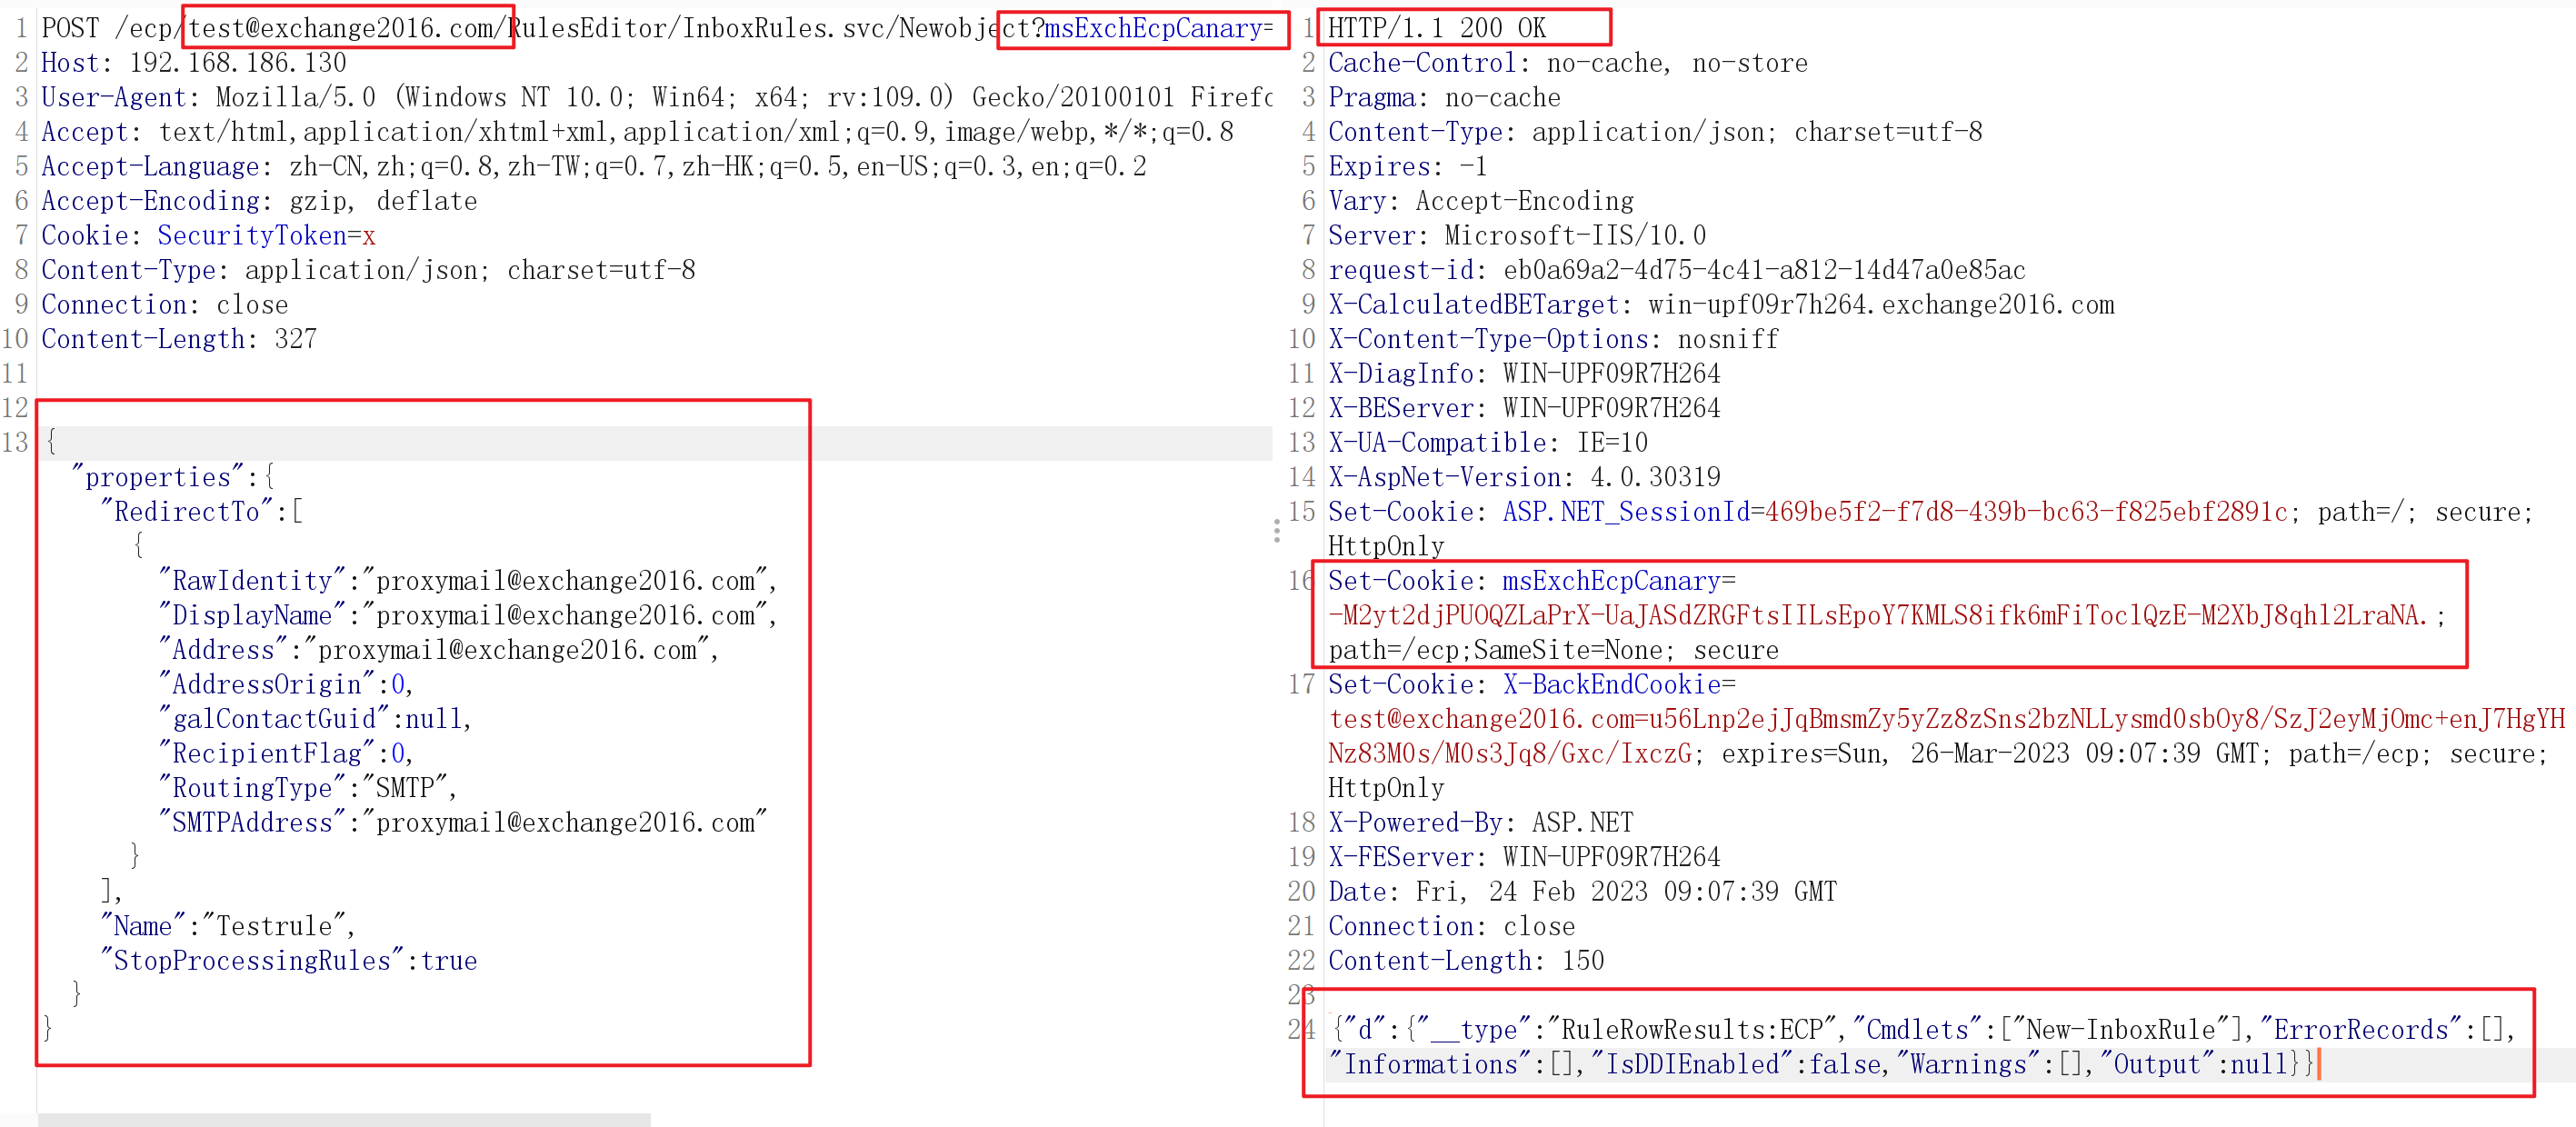 1 POST /ecp/test@exchange2016.com/RulesEditor/InboxRules.svc/Newobject?msExchEcpCanary=
2 Host: 192.168.186.130
3 User-Agent: Mozilla/5.0 (Windows NT 10.0; Win64; x64; rv:109.0) Gecko/20100101 Firefo
4 Accept: text/html,application/xhtml+xml,application/xml;q=0.9,image/webp,*/*;q=0.8
5 Accept-Language: zh-CN,zh;q=0.8,zh-TW;q=0.7,zh-HK;q=0.5,en-US;q=0.3,en;q=0.2
6 Accept-Encoding: gzip, deflate
7 Cookie: SecurityToken=x
8 Content-Type: application/json; charset=utf-8
9 Connection: close
10 Content-Length: 327
11
12
13 {
"properties":{
"RedirectTo":[
{
"RawIdentity":"proxymail@exchange2016.com",
"DisplayName":"proxymail@exchange2016.com",
"Address":"proxymail@exchange2016.com",
"AddressOrigin":0,
"galContactGuid":null,
"RecipientFlag":0,
"RoutingType":"SMTP",
"SMTPAddress":"proxymail@exchange2016.com"
}
],
"Name":"Testrule",
"StopProcessingRules":true
}
}
1 HTTP/1.1 200 OK
2 Cache-Control: no-cache, no-store
3 Pragma: no-cache
4 Content-Type: application/json; charset=utf-8
5 Expires: -1
6 Vary: Accept-Encoding
7 Server: Microsoft-IIS/10.0
8 request-id: eb0a69a2-4d75-4c41-a812-14d47a0e85ac
9 X-CalculatedBETarget: win-upf09r7h264.exchange2016.com
10 X-Content-Type-Options: nosniff
11 X-DiagInfo: WIN-UPF09R7H264
12 X-BEServer: WIN-UPF09R7H264
13 X-UA-Compatible: IE=10
14 X-AspNet-Version: 4.0.30319
15 Set-Cookie: ASP.NET_SessionId=469be5f2-f7d8-439b-bc63-f825ebf2891c; path=/; secure;
HttpOnly
16 Set-Cookie: msExchEcpCanary=
-M2yt2djPUOQZLaPrX-UaJASdZRGFtsIILsEpoY7KMLS8ifk6mFiToclQzE-M2XbJ8qhl2LraNA.;
path=/ecp;SameSite=None; secure
17 Set-Cookie: X-BackEndCookie=
test@exchange2016.com=u56Lnp2ejJqBmsmZy5yZz8zSns2bzNLLysmd0sbOy8/SzJ2eyMjOmc+enJ7HgYH
Nz83M0s/M0s3Jq8/Gxc/IxczG; expires=Sun, 26-Mar-2023 09:07:39 GMT; path=/ecp; secure;
HttpOnly
18 X-Powered-By: ASP.NET
19 X-FEServer: WIN-UPF09R7H264
20 Date: Fri, 24 Feb 2023 09:07:39 GMT
21 Connection: close
22 Content-Length: 150
23
24 {"d":{"__type":"RuleRowResults:ECP","Cmdlets":["New-InboxRule"],"ErrorRecords":[],
"Informations":[],"IsDDIEnabled":false,"Warnings":[],"Output":null}}